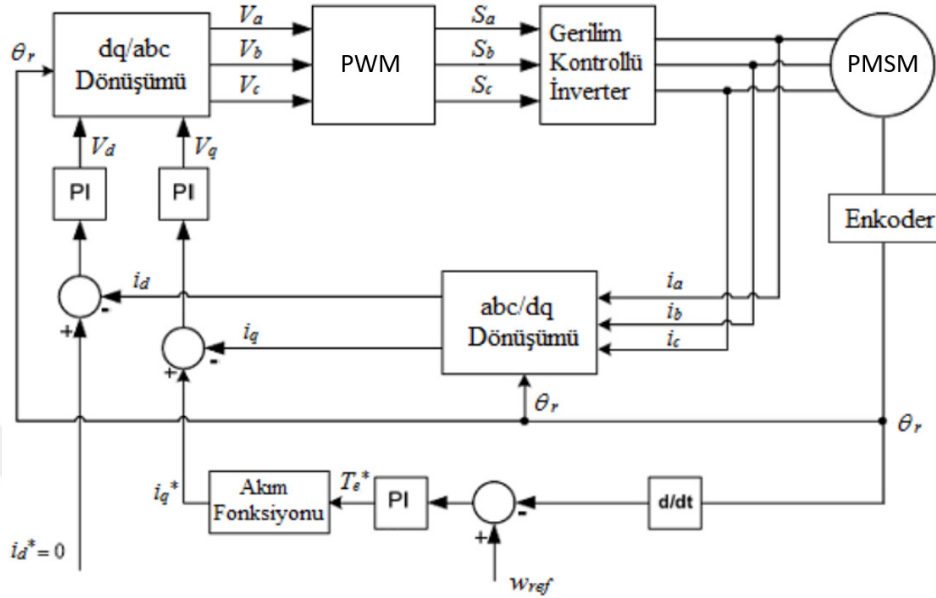 θr
dq/abc
Dönüşümü
Va
Vb
Vc
PWM
Sa
Sb
Sc
Gerilim
Kontrollü
İnverter
PMSM
Vd
Vq
PI
PI
Enkoder
id
iq
abc/dq
Dönüşümü
ia
ib
ic
-
+
-
+
θr
θr
iq*
Akım
Fonksiyonu
Te*
PI
-
+
d/dt
id*=0
wref